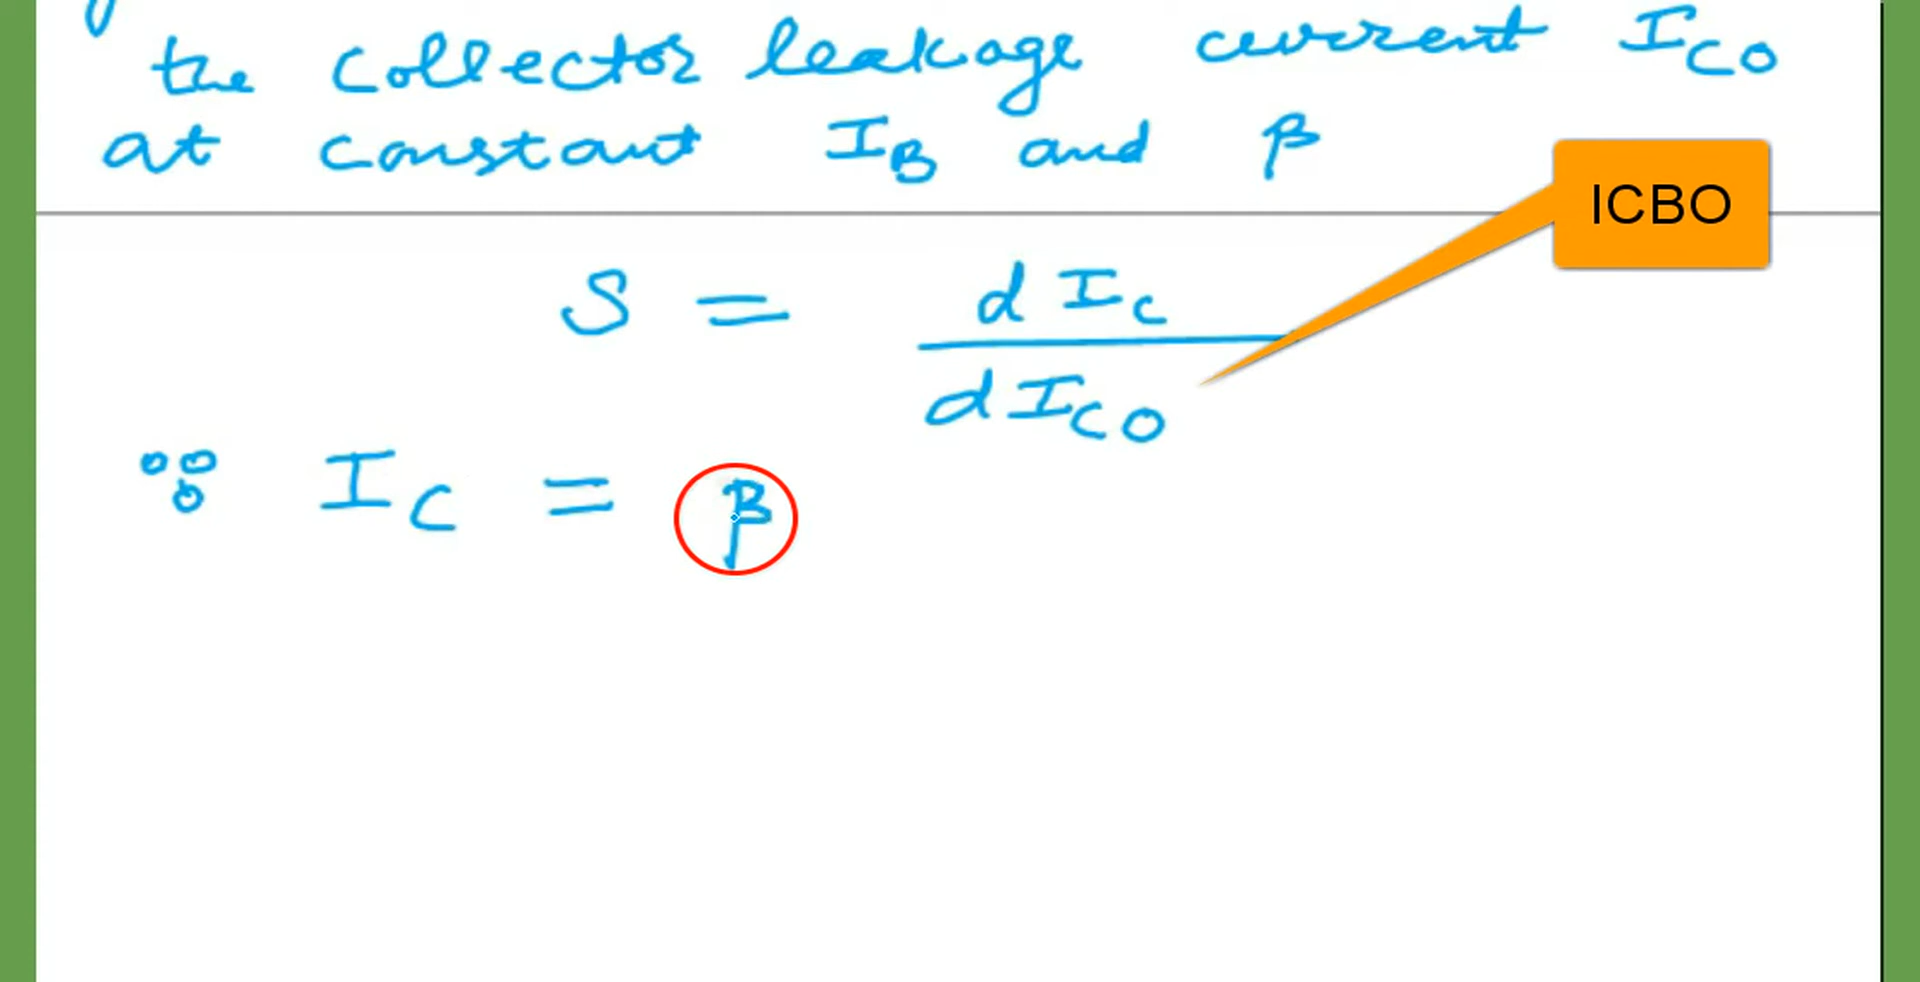 the collector leakage current ICO
at constant IB and β
ICBO
S = dIC
dICO
∵ IC = β